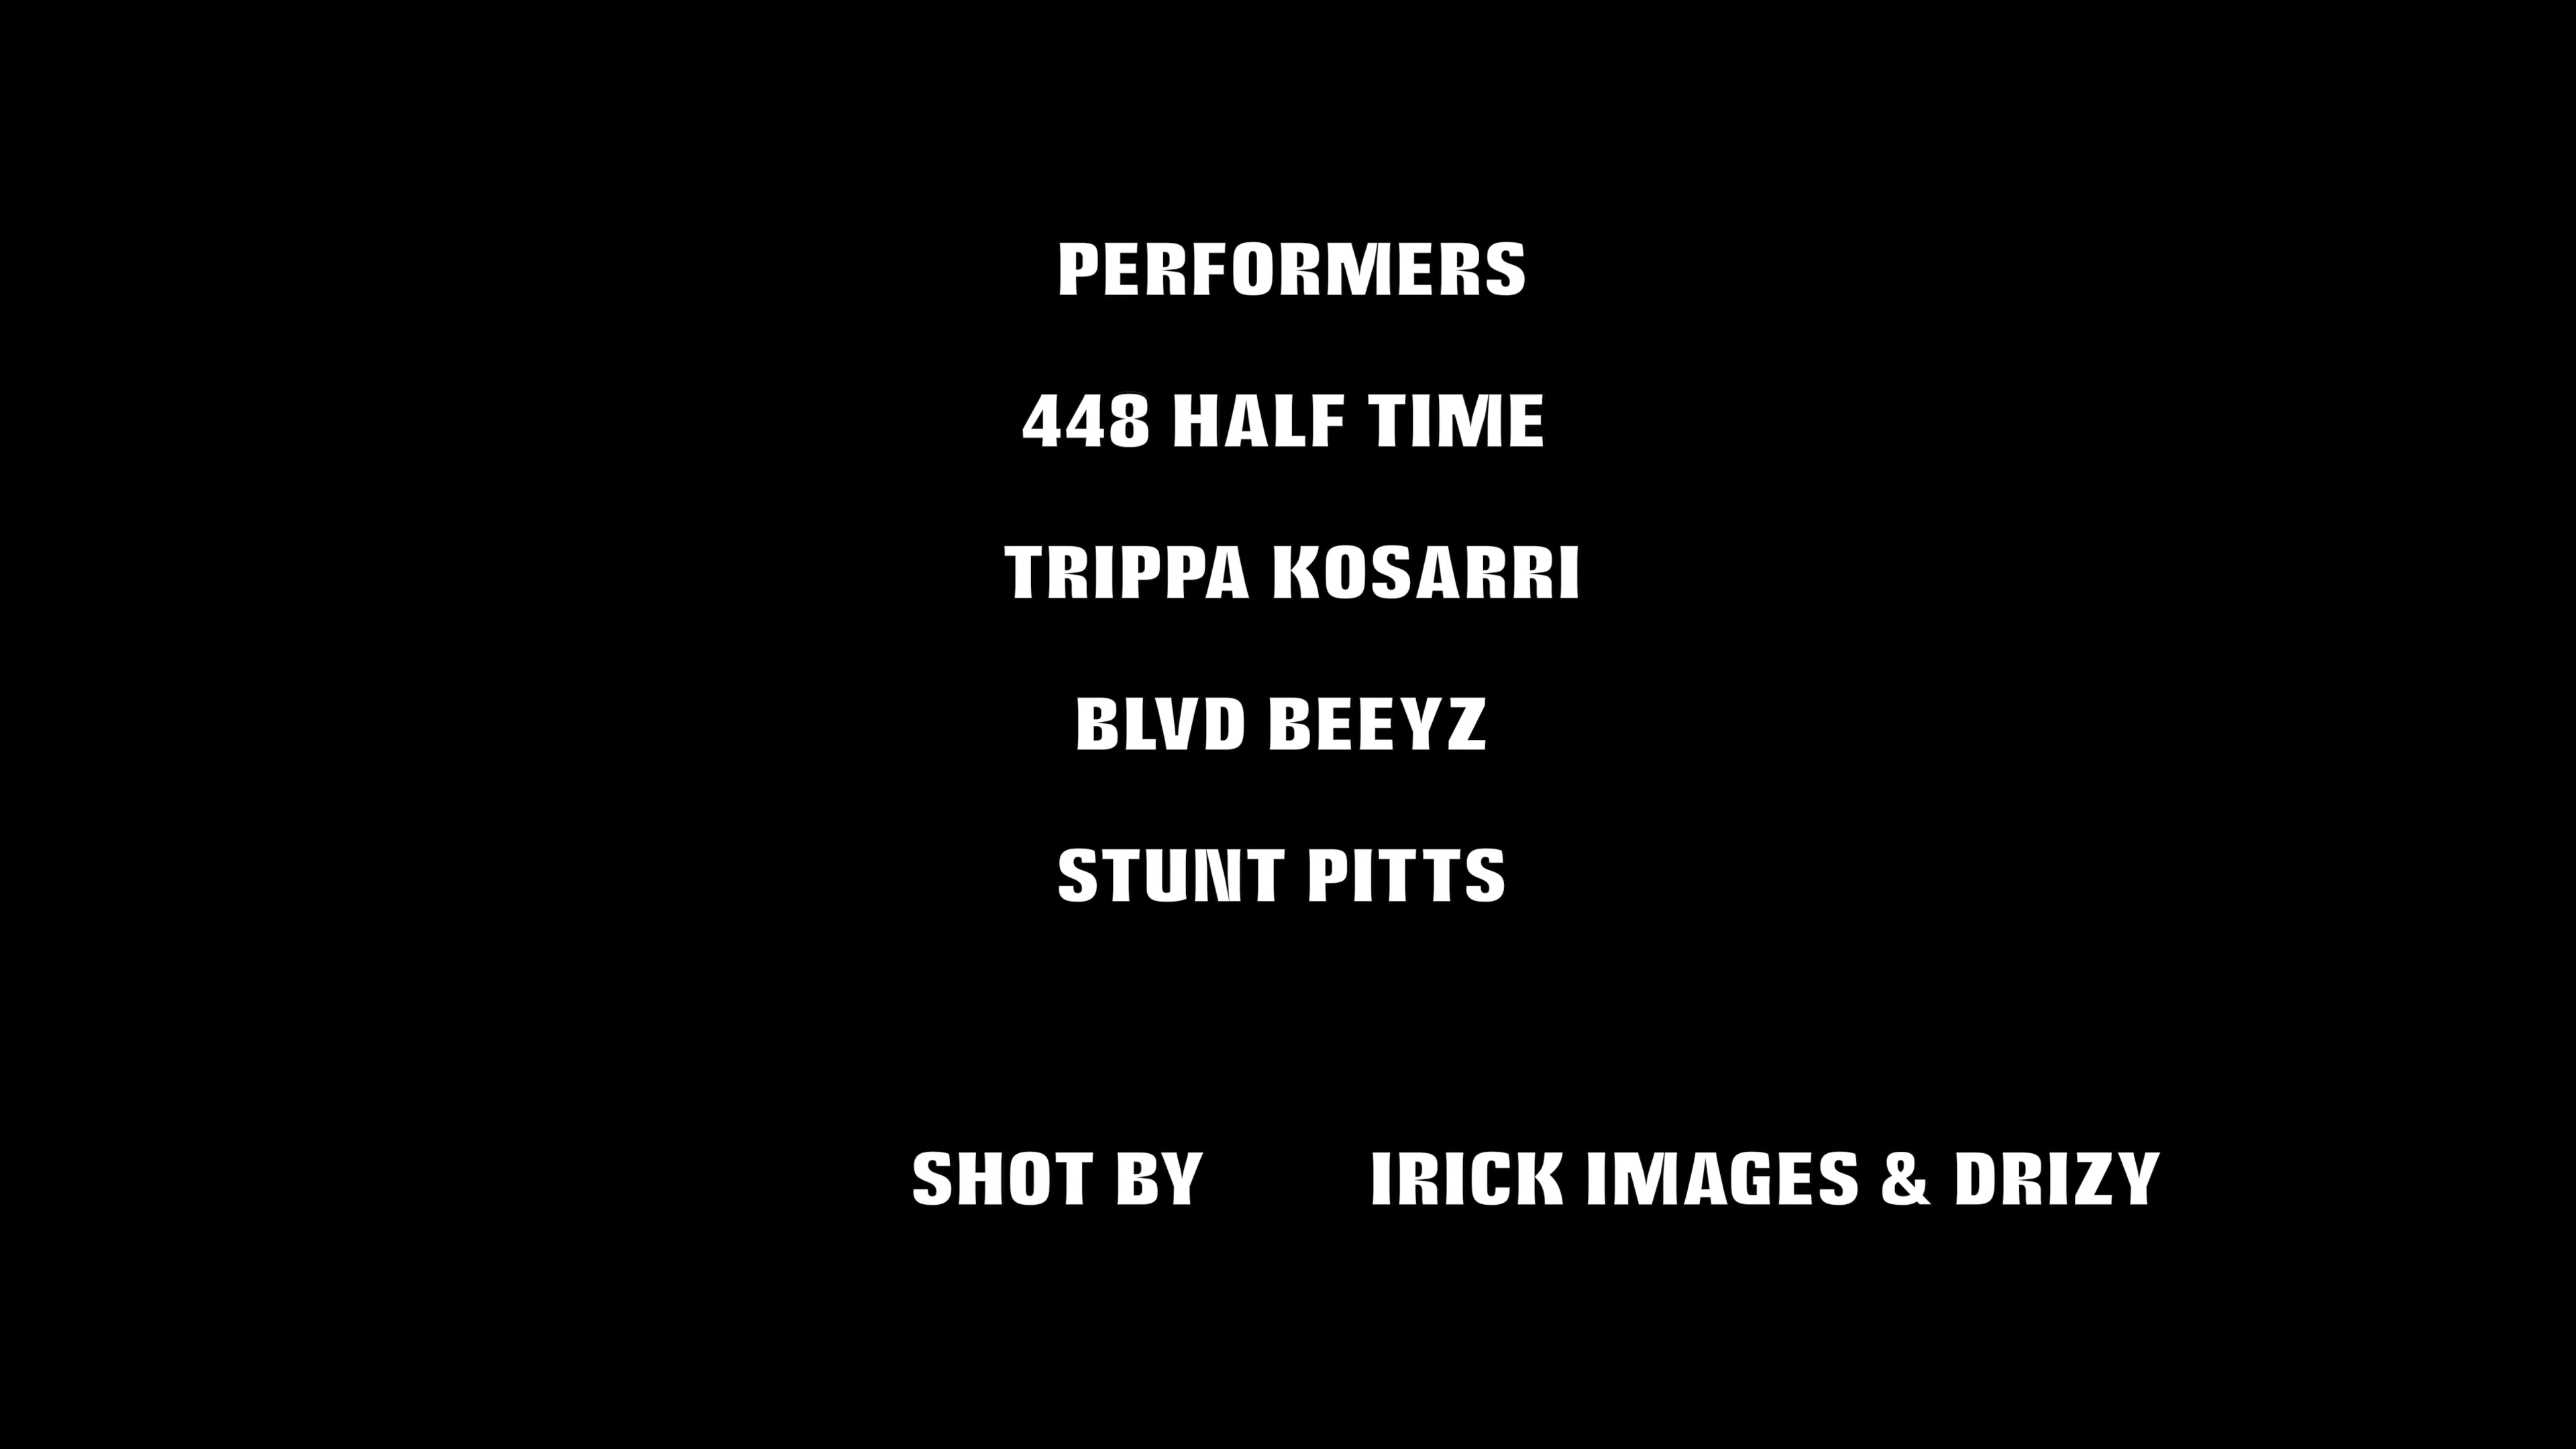 PERFORMERS
448 HALF TIME
TRIPPA KOSARRI
BLVD BEEYZ
STUNT PITTS
SHOT BY IRICK IMAGES & DRIZY